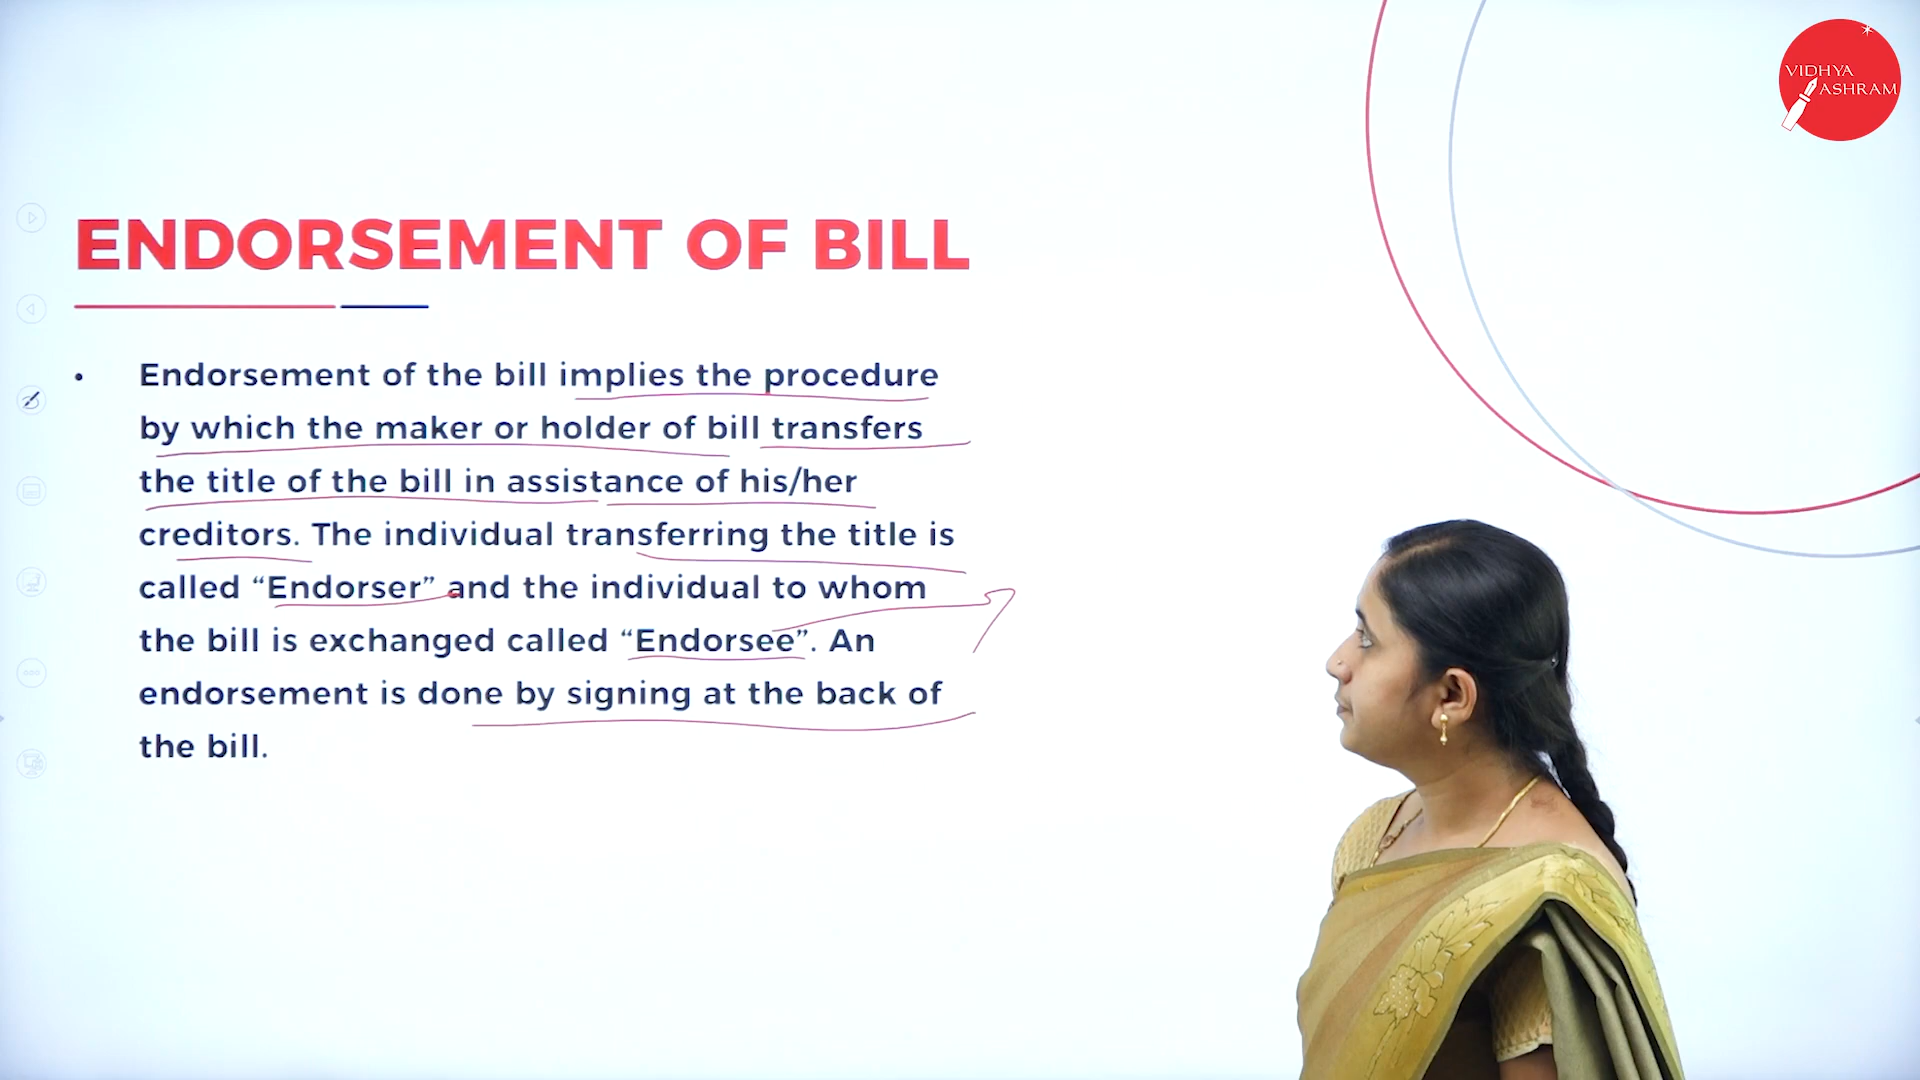 VIDHYA
ASHRAM
ENDORSEMENT OF BILL
• Endorsement of the bill implies the procedure
by which the maker or holder of bill transfers
the title of the bill in assistance of his/her
creditors. The individual transferring the title is
called “Endorser” and the individual to whom
the bill is exchanged called “Endorsee”. An
endorsement is done by signing at the back of
the bill.